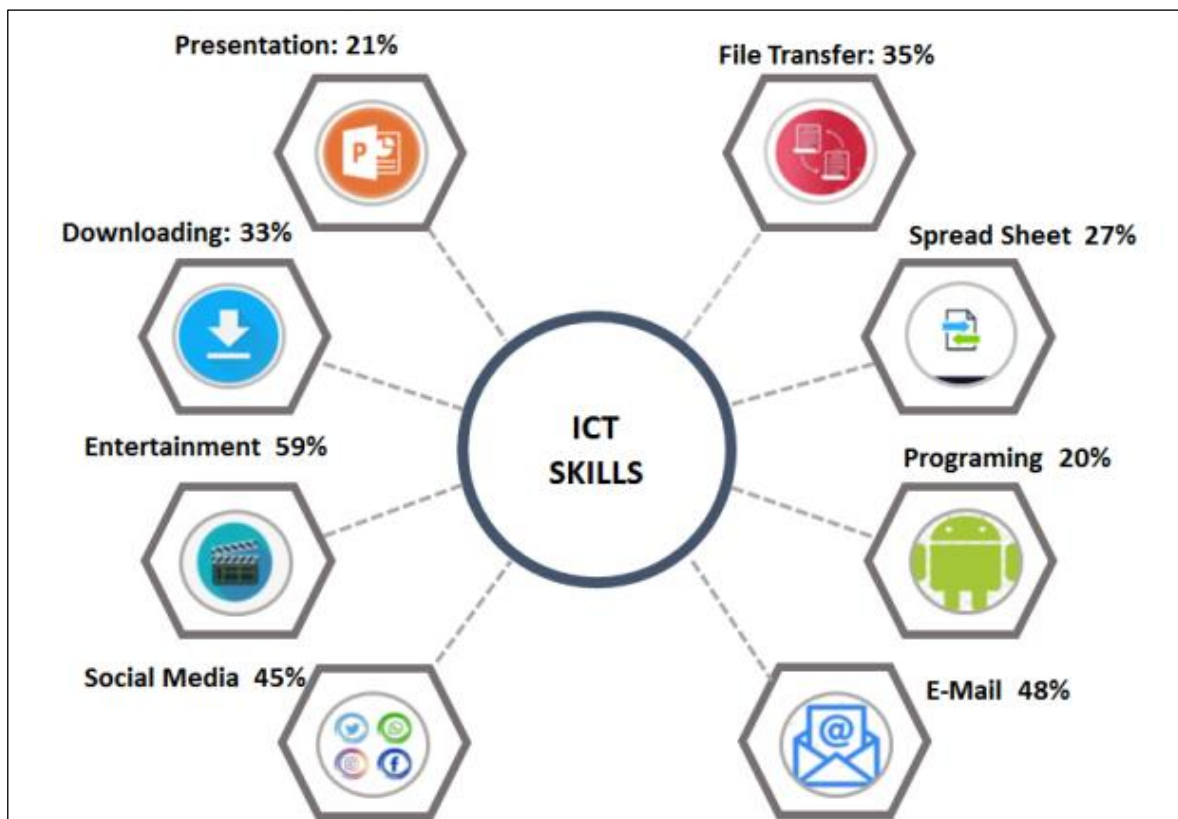 Presentation: 21%
File Transfer: 35%
Downloading: 33%
Spread Sheet 27%
Entertainment 59%
ICT
SKILLS
Programing 20%
Social Media 45%
E-Mail 48%
P
@
f